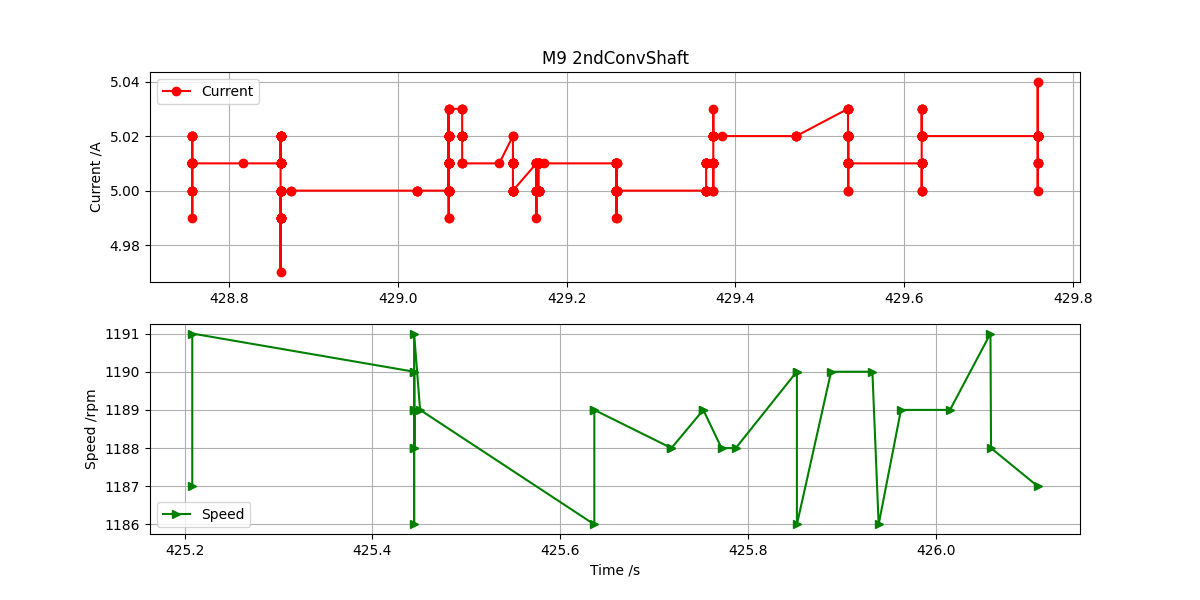 M9 2ndConvShaft
Current /A
5.04
5.02
5.00
4.98
Current
428.8 429.0 429.2 429.4 429.6 429.8
Speed /rpm
1191
1190
1189
1188
1187
1186
Speed
425.2 425.4 425.6 425.8 426.0
Time /s